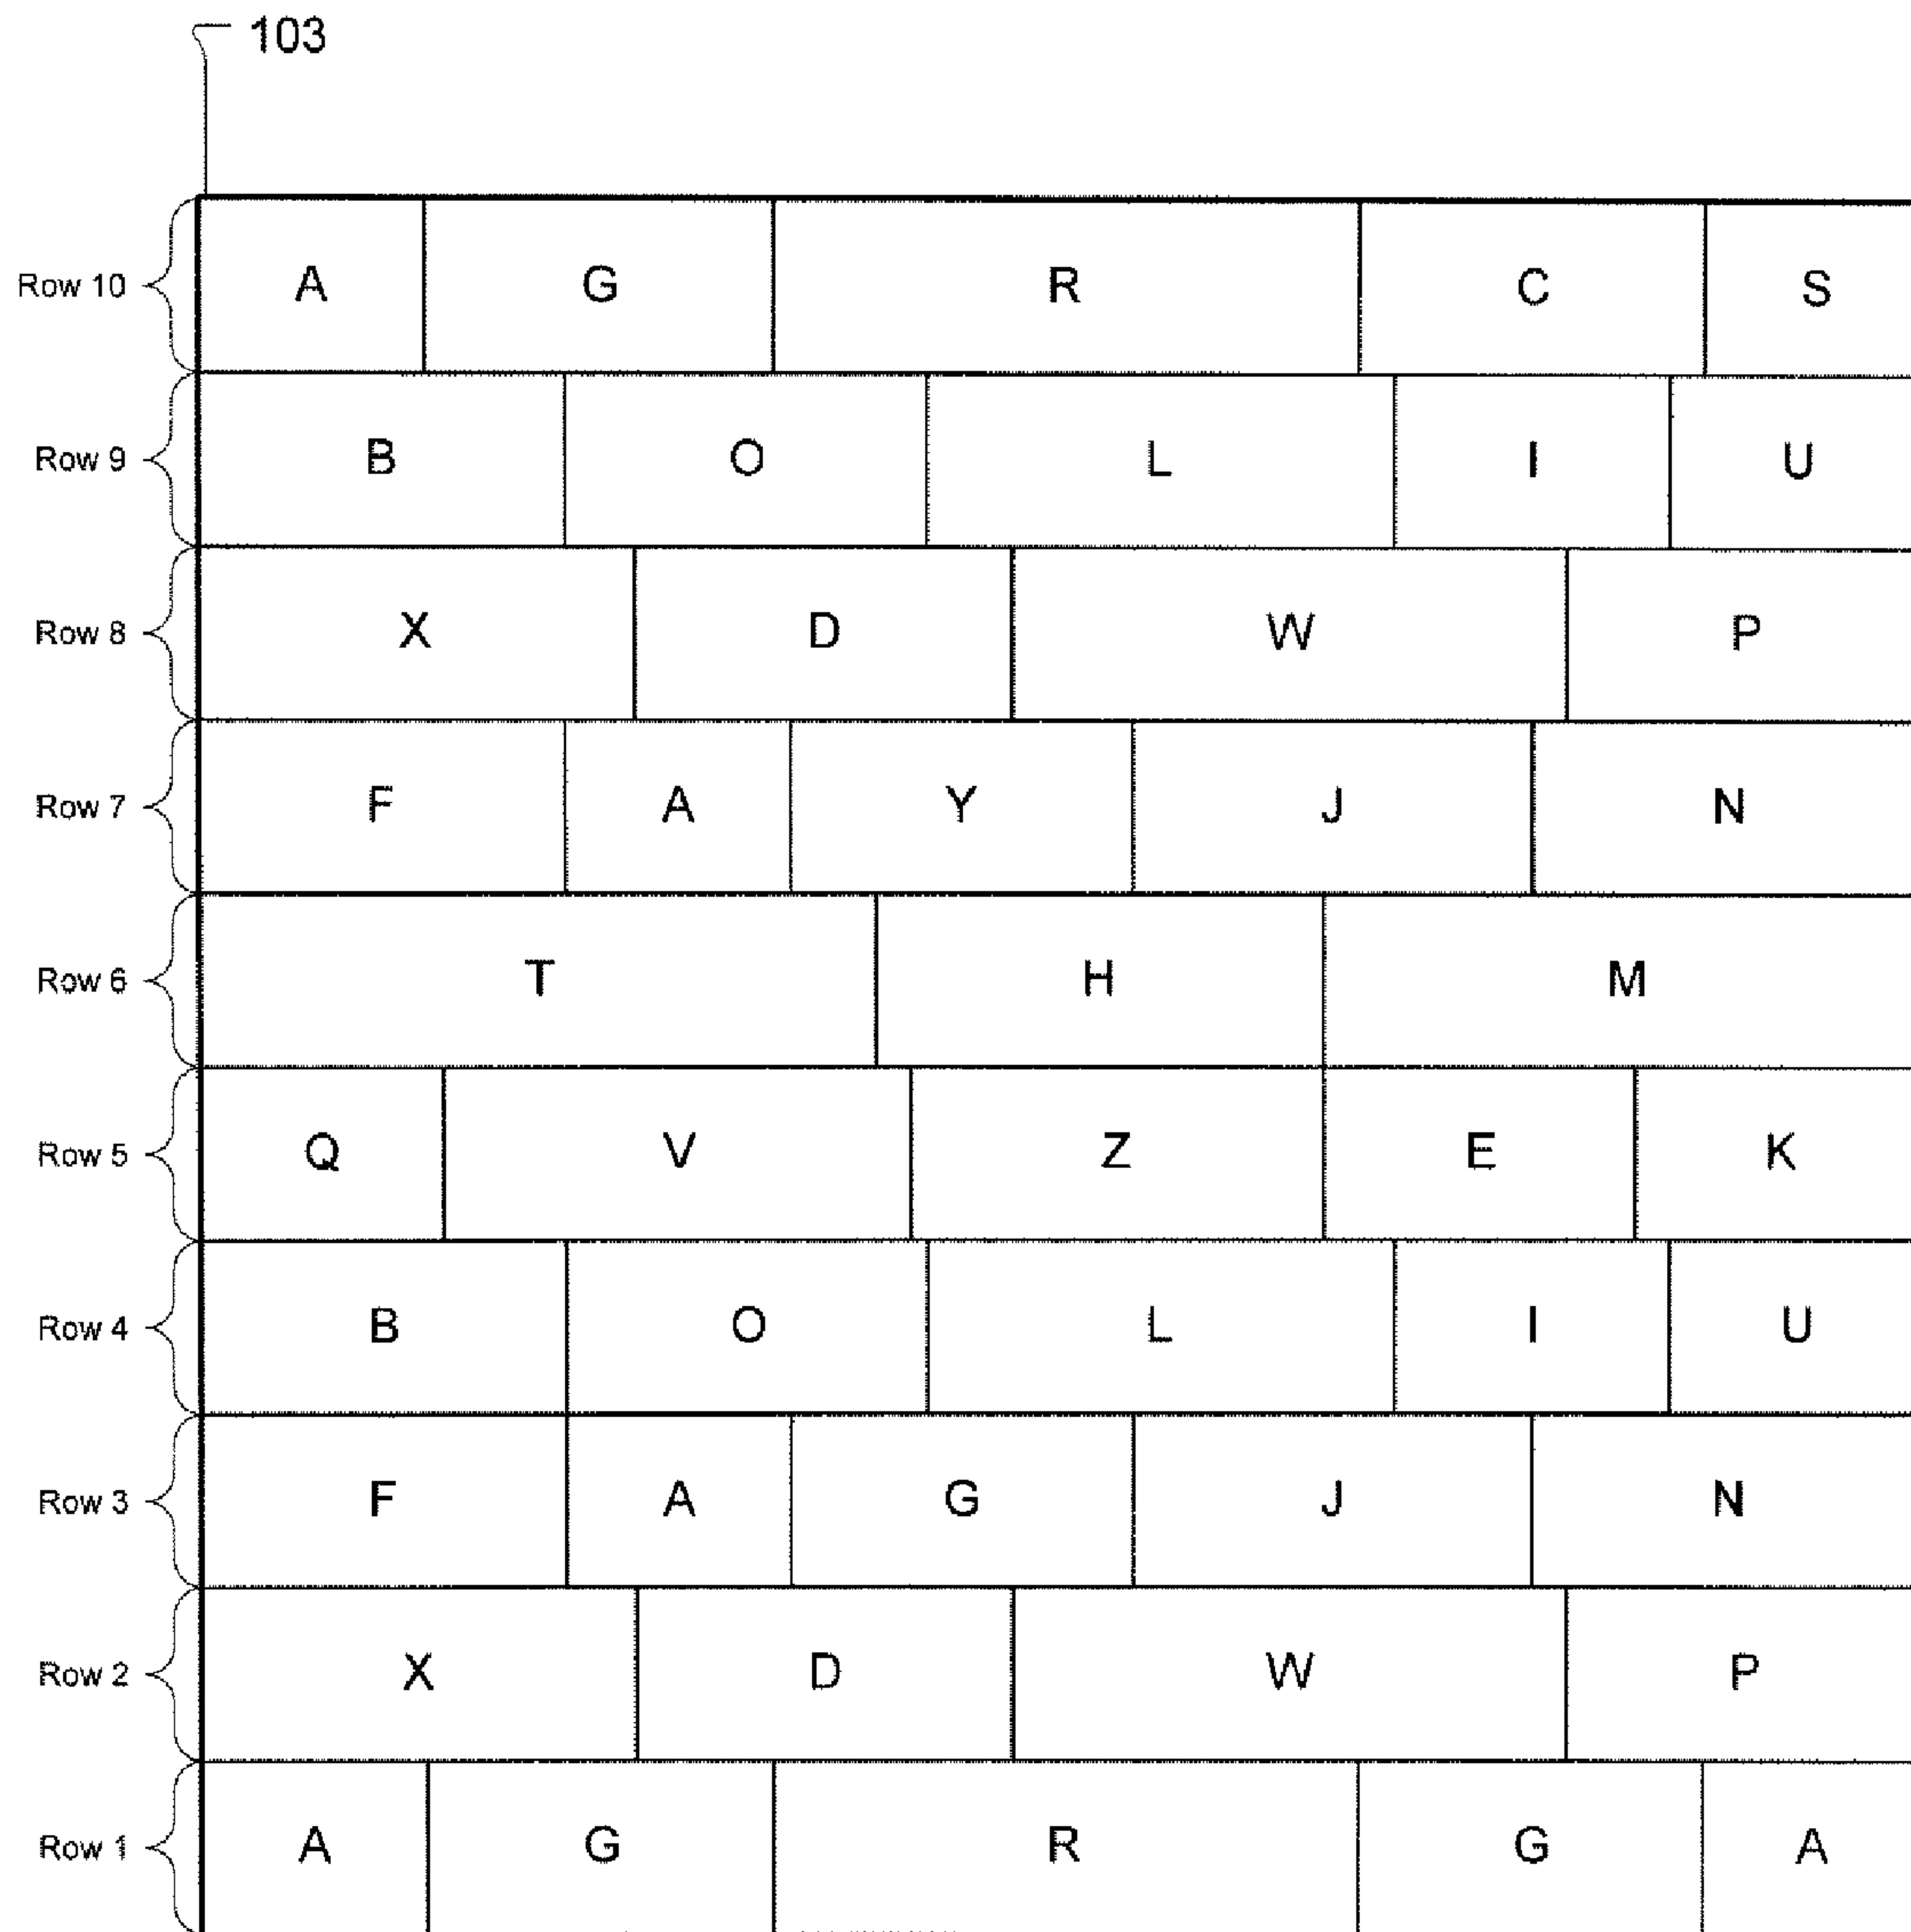 103
Row 10 A G R C S
Row 9 B O L I U
Row 8 X D W P
Row 7 F A Y J N
Row 6 T H M
Row 5 Q V Z E K
Row 4 B O L I U
Row 3 F A G J N
Row 2 X D W P
Row 1 A G R G A